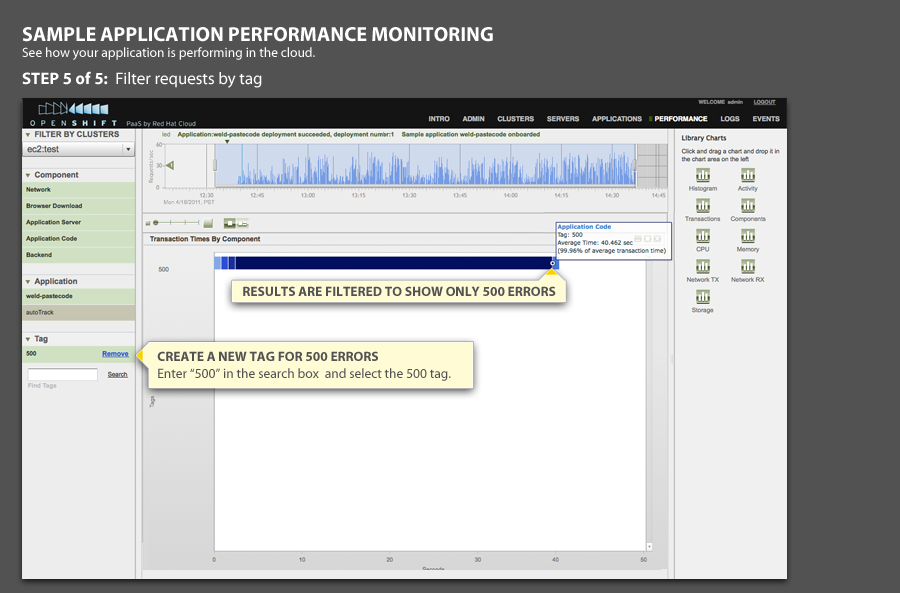 SAMPLE APPLICATION PERFORMANCE MONITORING
See how your application is performing in the cloud.
STEP 5 of 5: Filter requests by tag
WELCOME admin LOGOUT
OPENSHIFT PaaS by Red Hat Cloud
INTRO ADMIN CLUSTERS SERVERS APPLICATIONS PERFORMANCE LOGS EVENTS
FILTER BY CLUSTERS
ec2:test
Component
Network
Browser Download
Application Server
Application Code
Backend
Application
weld-pastecode
autoTrack
Tag
500 Remove
Search
Find Tags
led Application:weld-pastecode deployment succeeded, deployment numier:1 Sample application weld-pastecode onboarded
Requests/sec
60
30
0
12:30 12:45 13:00 13:15 13:30 13:45 14:00 14:15 14:30 14:45
Mon 4/18/2011, PST
Transaction Times By Component
Application Code
Tag: 500
Average Time: 40.462 sec
(99.96% of average transaction time)
500
RESULTS ARE FILTERED TO SHOW ONLY 500 ERRORS
CREATE A NEW TAG FOR 500 ERRORS
Enter “500” in the search box and select the 500 tag.
Tags
0 10 20 30 40 50
Seconds
Library Charts
Click and drag a chart and drop it in
the chart area on the left
Histogram Activity
Transactions Components
CPU Memory
Network TX Network RX
Storage